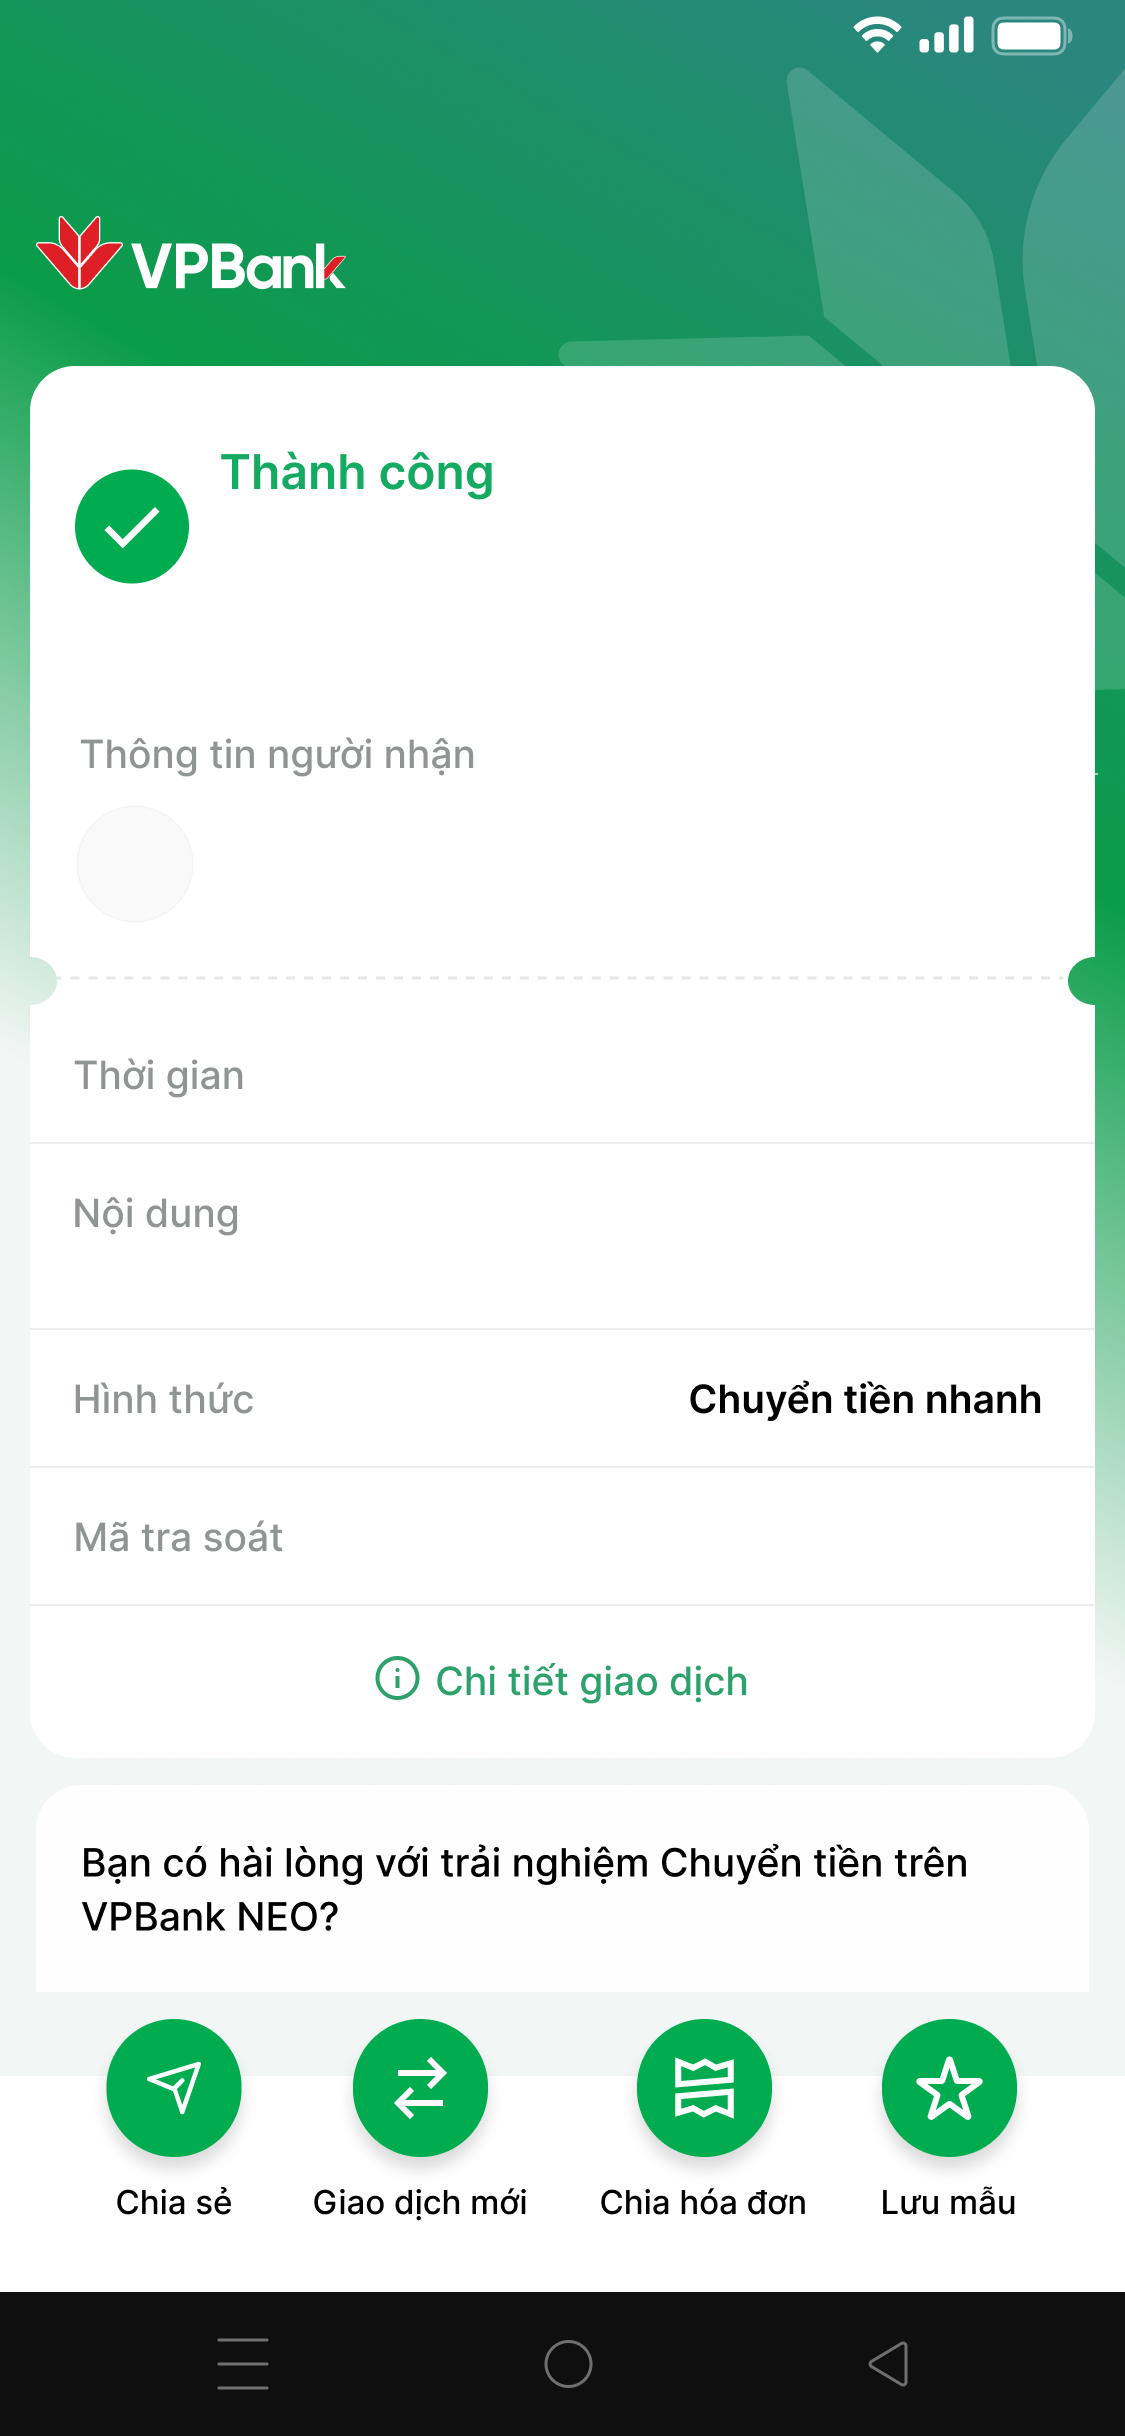 VPBank
Thành công
Thông tin người nhận
Thời gian
Nội dung
Hình thức Chuyển tiền nhanh
Mã tra soát
Chi tiết giao dịch
Bạn có hài lòng với trải nghiệm Chuyển tiền trên
VPBank NEO?
Chia sẻ Giao dịch mới Chia hóa đơn Lưu mẫu